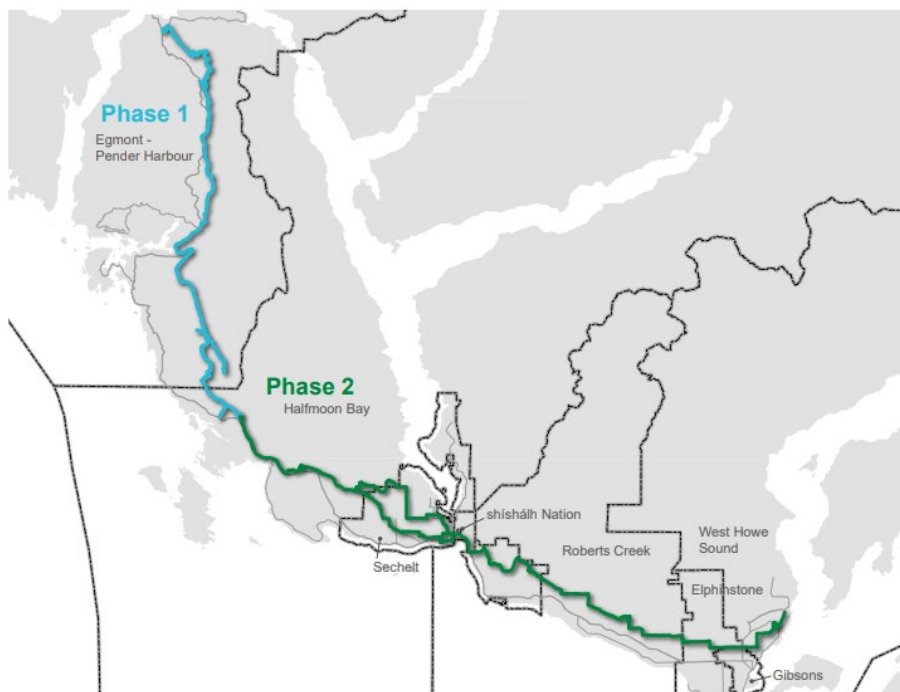 Phase 1
Egmont -
Pender Harbour
Phase 2
Halfmoon Bay
shíshálh Nation
Sechelt
Roberts Creek
West Howe
Sound
Elphinstone
Gibsons